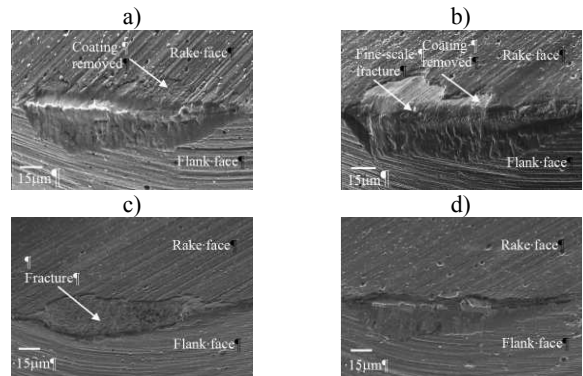 a)
b)
Coating·¶
removed¶
Rake·face¶
Flank·face¶
15µm¶
Fine-scale·
fracture¶
Coating·¶
removed¶
Rake·face¶
Flank·face¶
15µm¶
c)
d)
Rake·face¶
¶
Fracture¶
Flank·face¶
·15µm¶
Rake·face¶
Flank·face¶
·15µm¶